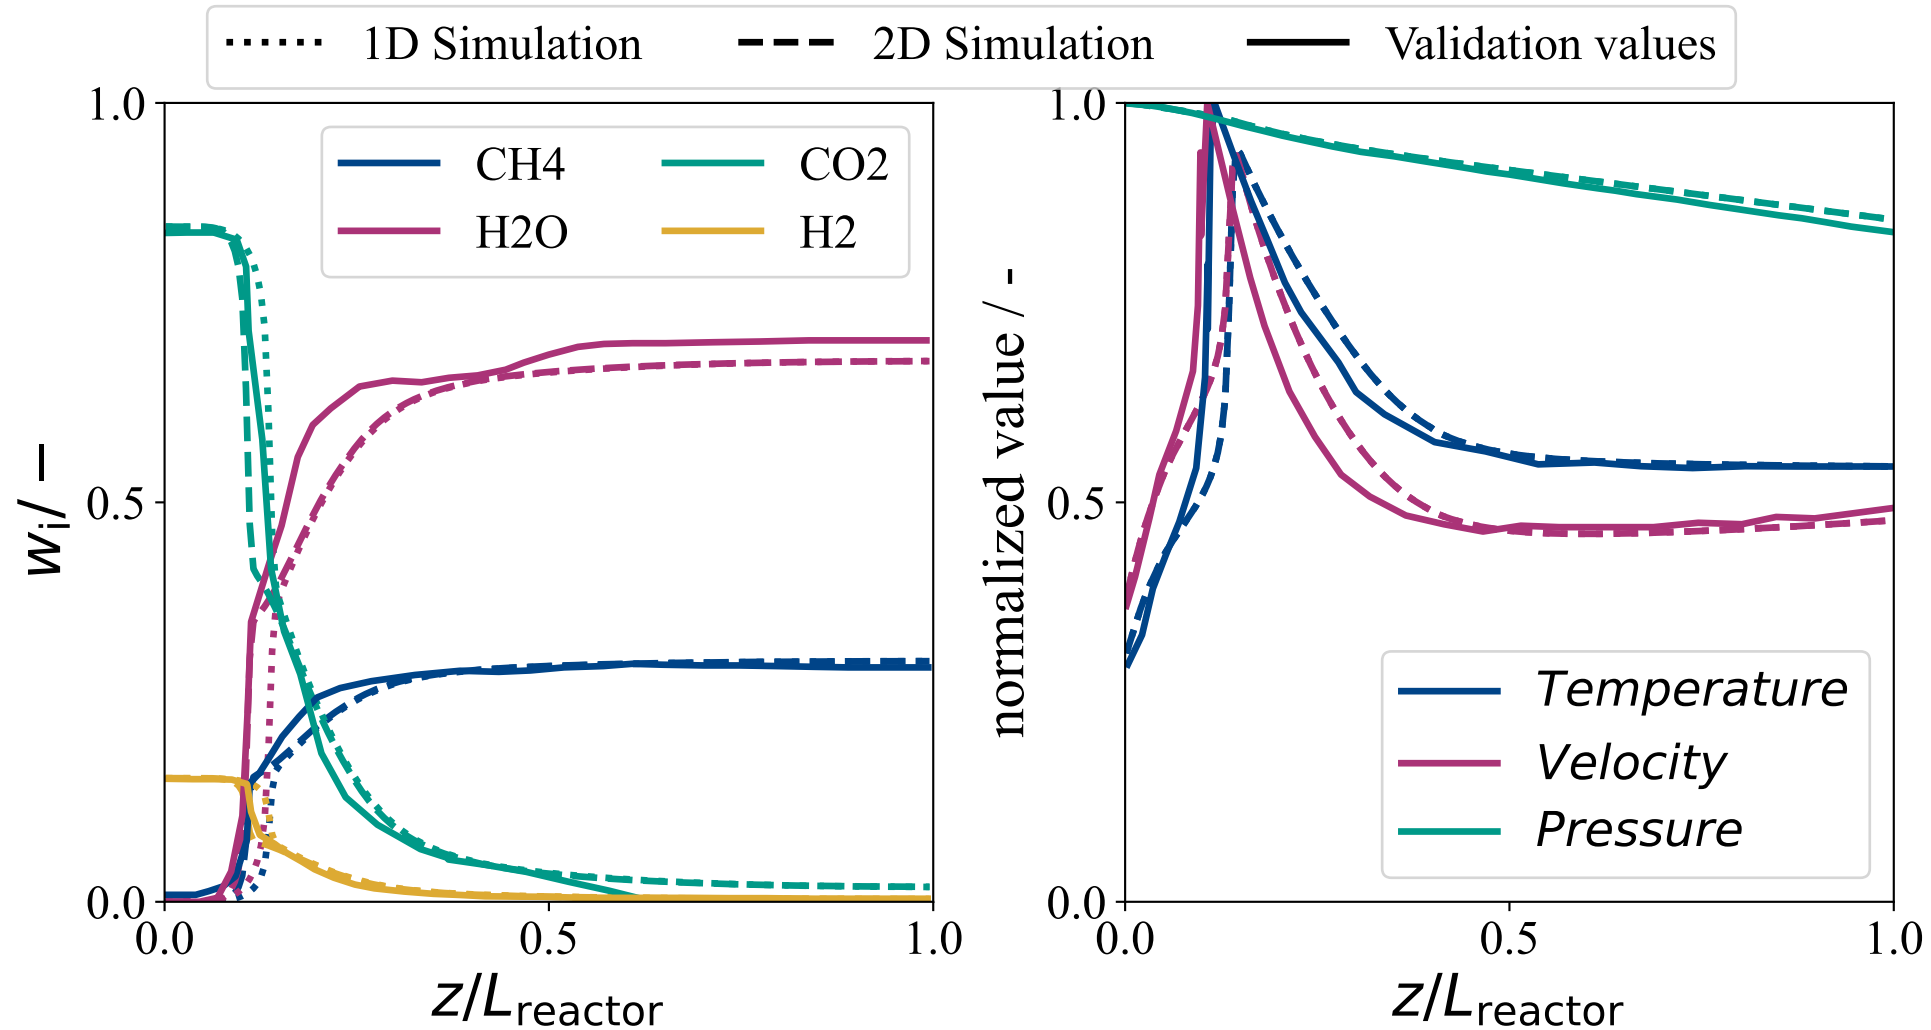 1D Simulation 2D Simulation Validation values
1.0
0.5
0.0
w_i/ −
CH4 CO2
H2O H2
0.0 0.5 1.0
z/L_reactor
1.0
0.5
0.0
normalized value / -
Temperature
Velocity
Pressure
0.0 0.5 1.0
z/L_reactor